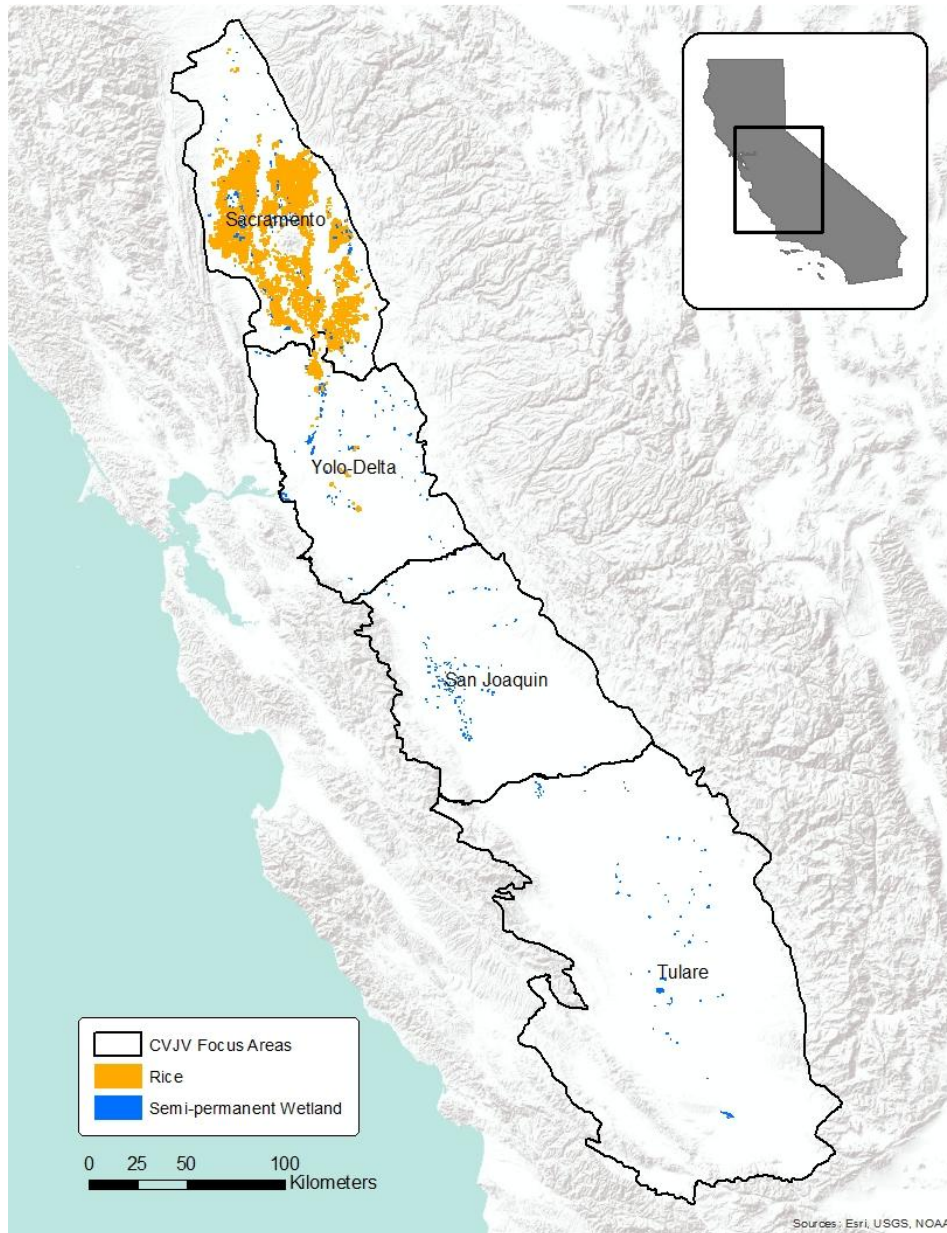 Sacramento
Yolo-Delta
San Joaquin
Tulare
CVJV Focus Areas
Rice
Semi-permanent Wetland
0 25 50 100
Kilometers
Sources: Esri, USGS, NOAA